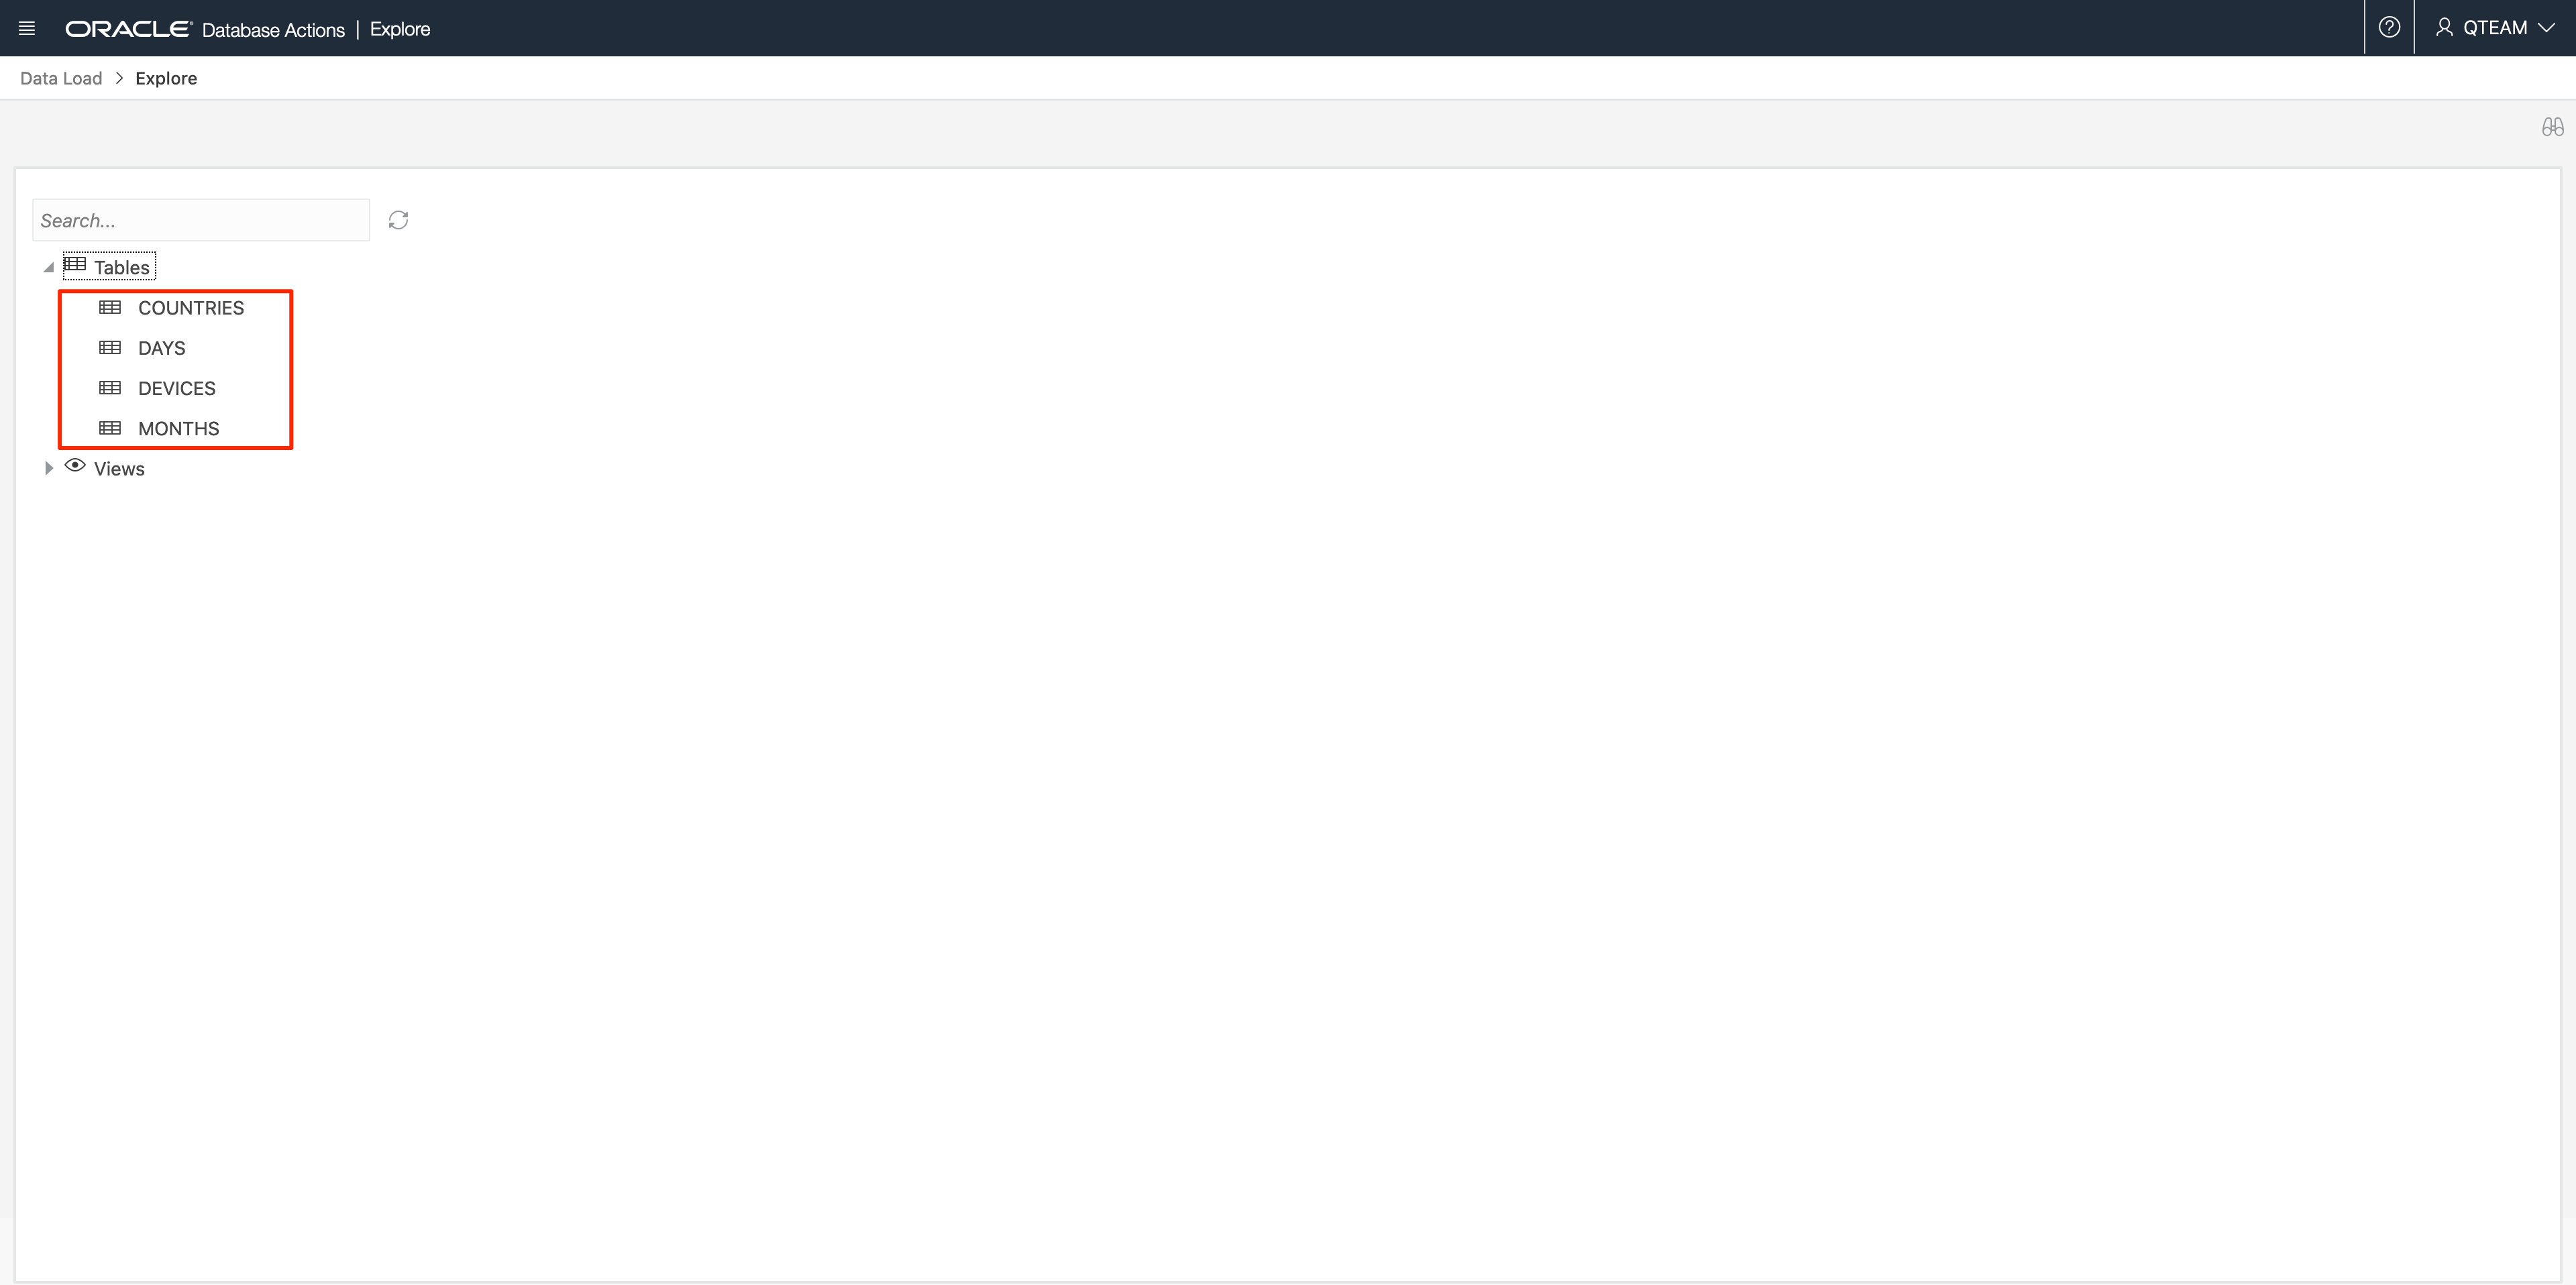 ORACLE Database Actions | Explore
QTEAM
Data Load > Explore
Search...
Tables
COUNTRIES
DAYS
DEVICES
MONTHS
Views